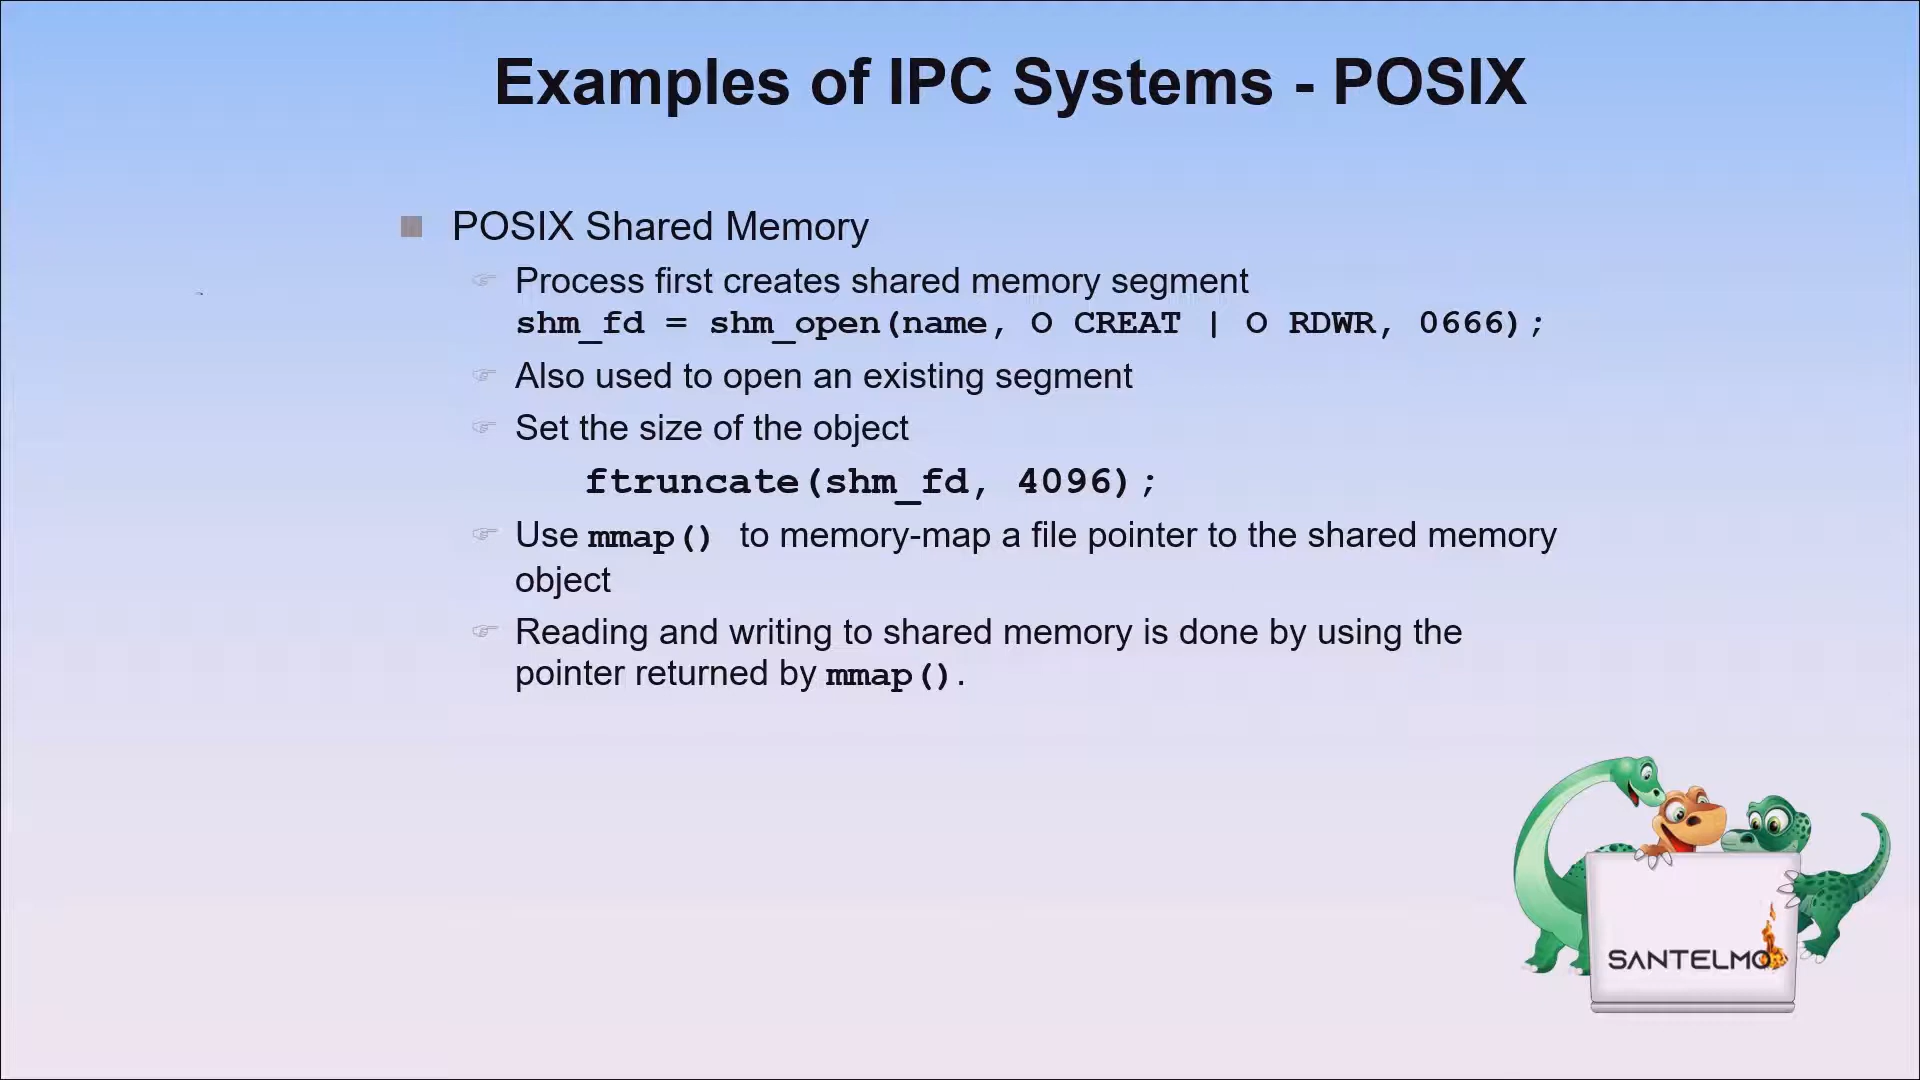 Examples of IPC Systems - POSIX
POSIX Shared Memory
Process first creates shared memory segment
shm_fd = shm_open(name, O CREAT | O RDWR, 0666);
Also used to open an existing segment
Set the size of the object
ftruncate(shm_fd, 4096);
Use mmap() to memory-map a file pointer to the shared memory
object
Reading and writing to shared memory is done by using the
pointer returned by mmap().
SANTELMO